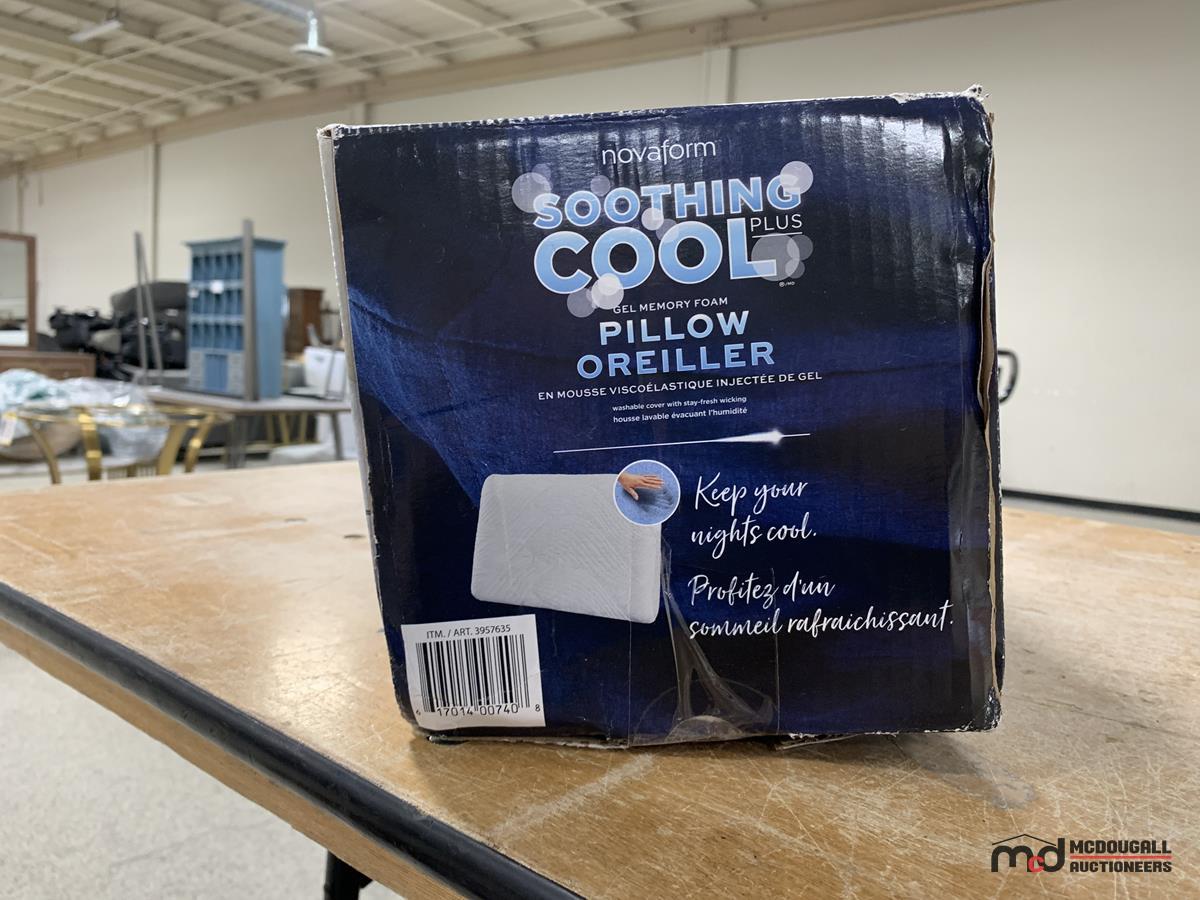 novaform
SOOTHING
COOL PLUS
®/MD
GEL MEMORY FOAM
PILLOW
OREILLER
EN MOUSSE VISCOÉLASTIQUE INJECTÉE DE GEL
washable cover with stay-fresh wicking
housse lavable évacuant l'humidité
Keep your
nights cool.
Profitez d'un
sommeil rafraichissant.
ITM. / ART. 3957635
6 17014 00740 8
mcd MCDOUGALL
AUCTIONEERS